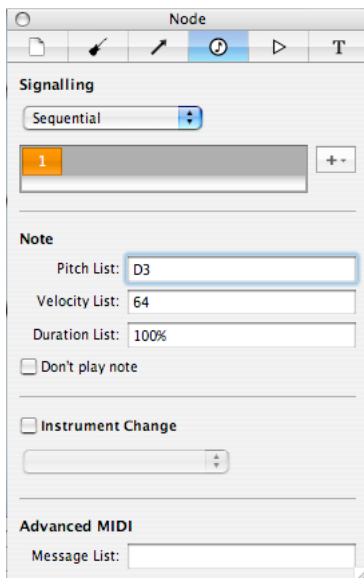 Node
T
Signalling
Sequential
1
Note
Pitch List: D3
Velocity List: 64
Duration List: 100%
Don't play note
Instrument Change
Advanced MIDI
Message List: